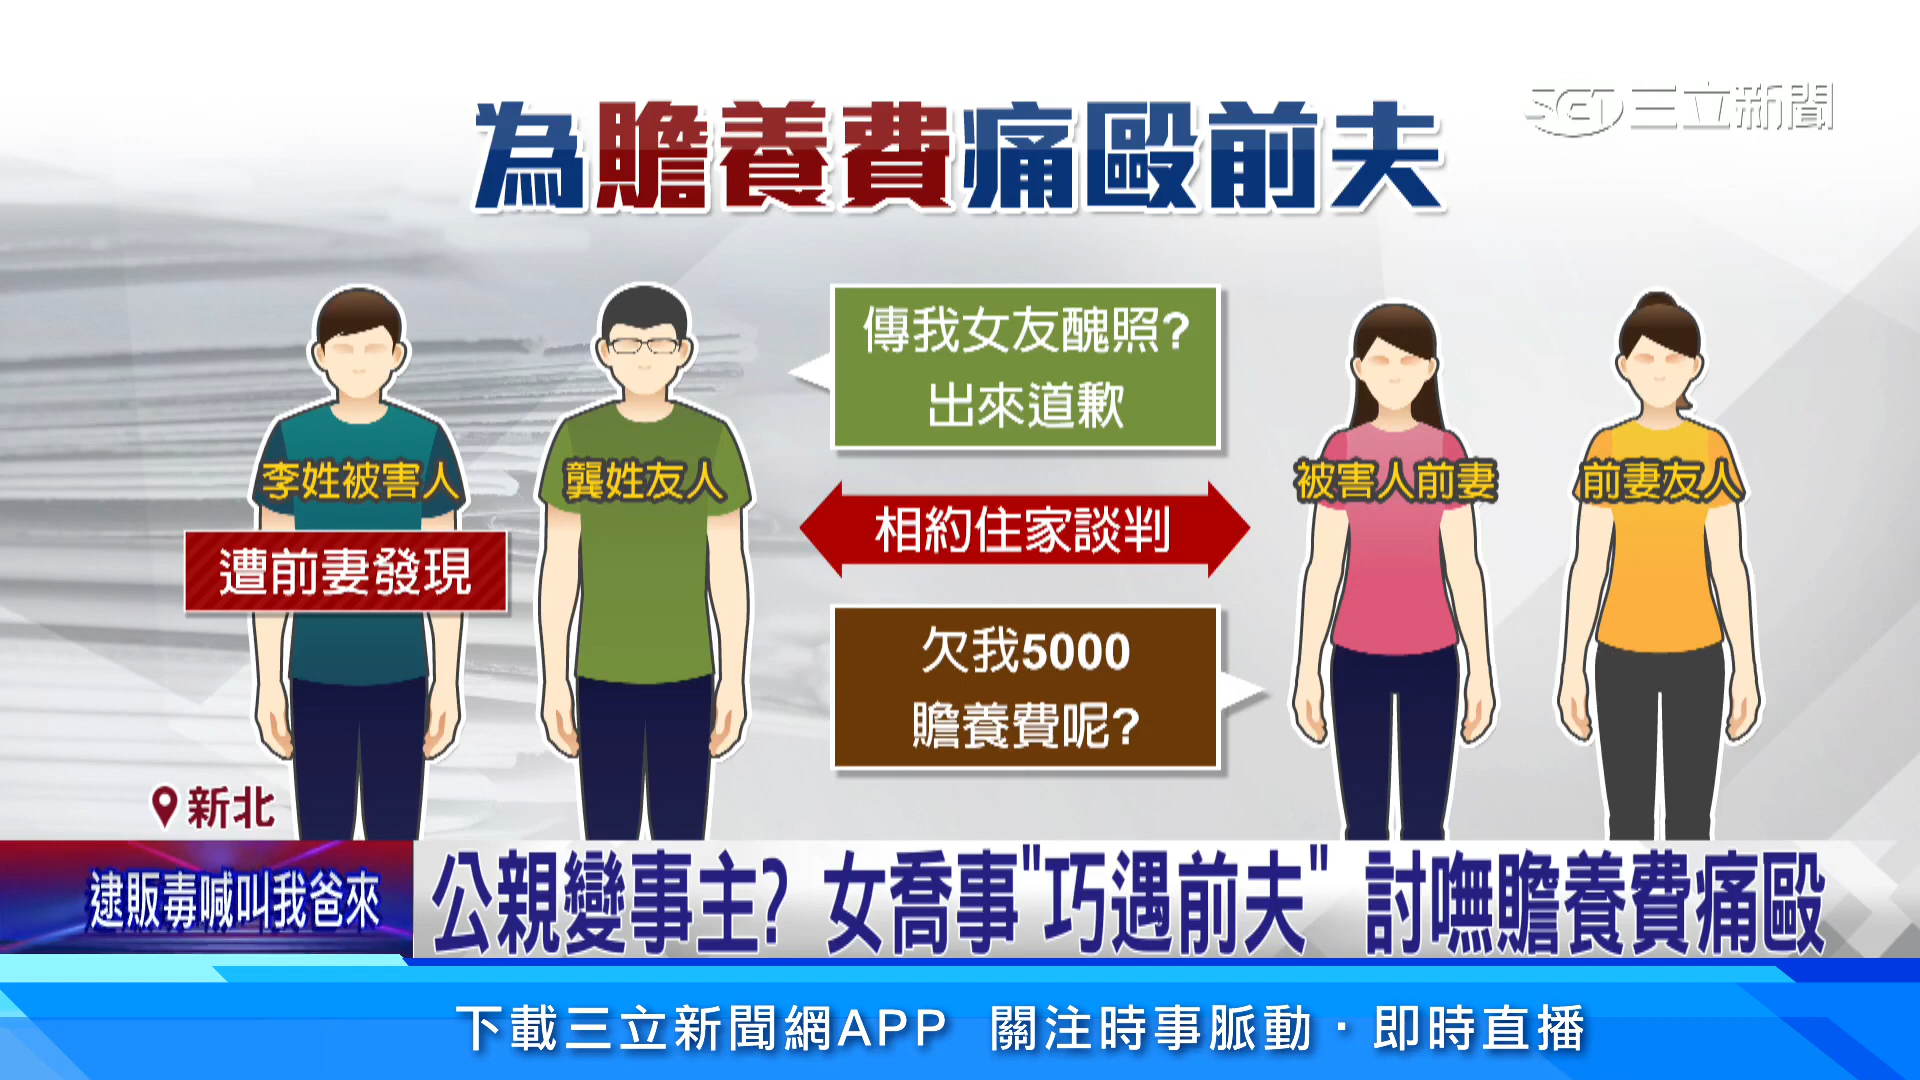 為贍養費痛毆前夫
SET三立新聞
傳我女友醜照?
出來道歉
李姓被害人
龔姓友人
被害人前妻
前妻友人
相約住家談判
遭前妻發現
欠我5000
贍養費呢?
新北
逮販毒喊叫我爸來
公親變事主? 女喬事"巧遇前夫" 討嘸贍養費痛毆
下載三立新聞網APP 關注時事脈動·即時直播